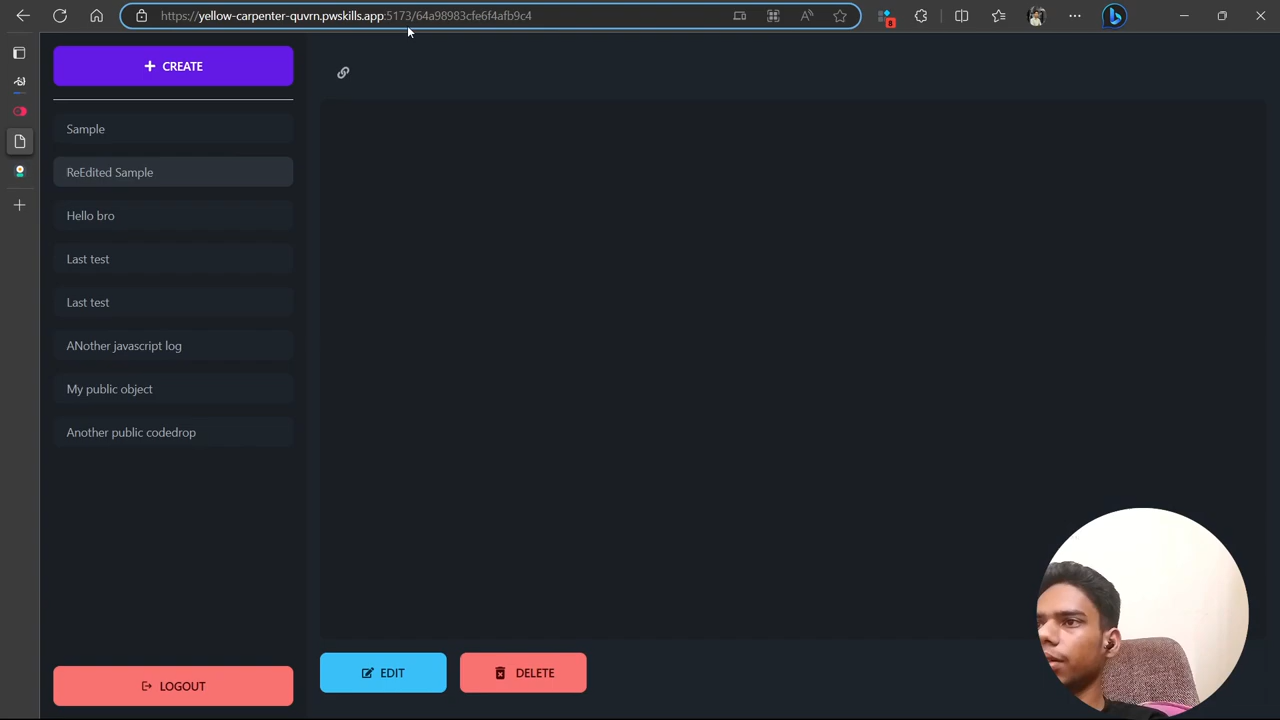 https://yellow-carpenter-quvrn.pwskills.app:5173/64a98983cfe6f4afb9c4
8
CREATE
Sample
ReEdited Sample
Hello bro
Last test
Last test
ANother javascript log
My public object
Another public codedrop
EDIT
DELETE
LOGOUT